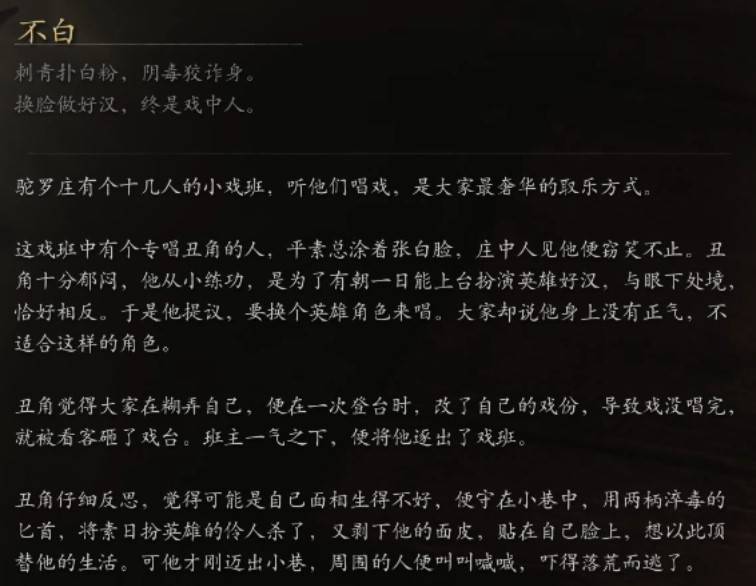 不白
刺青扑白粉，阴毒狡诈身。
换脸做好汉，终是戏中人。
驼罗庄有个十几人的小戏班，听他们唱戏，是大家最奢华的取乐方式。
这戏班中有个专唱丑角的人，平素总涂着张白脸，庄中人见他便窃笑不止。丑
角十分郁闷，他从小练功，是为了有朝一日能上台扮演英雄好汉，与眼下处境，
恰好相反。于是他提议，要换个英雄角色来唱。大家却说他身上没有正气，不
适合这样的角色。
丑角觉得大家在糊弄自己，便在一次登台时，改了自己的戏份，导致戏没唱完，
就被看客砸了戏台。班主一气之下，便将他逐出了戏班。
丑角仔细反思，觉得可能是自己面相生得不好，便守在小巷中，用两柄淬毒的
匕首，将素日扮英雄的伶人杀了，又剥下他的面皮，贴在自己脸上，想以此顶
替他的生活。可他才刚迈出小巷，周围的人便叫叫喊喊，吓得落荒而逃了。